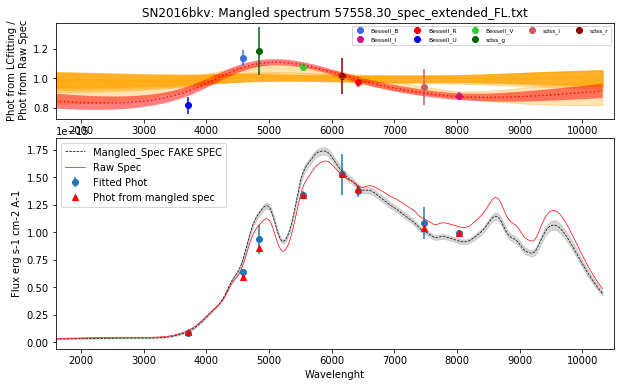 SN2016bkv: Mangled spectrum 57558.30_spec_extended_FL.txt
Phot from LCfitting /
Phot from Raw Spec
1.2
1.0
0.8
Bessell_B
Bessell_I
Bessell_R
Bessell_U
Bessell_V
sdss_g
sdss_i
sdss_r
2000 3000 4000 5000 6000 7000 8000 9000 10000
Flux erg s-1 cm-2 A-1
1.75
1.50
1.25
1.00
0.75
0.50
0.25
0.00
Mangled_Spec FAKE SPEC
Raw Spec
Fitted Phot
Phot from mangled spec
2000 3000 4000 5000 6000 7000 8000 9000 10000
Wavelenght